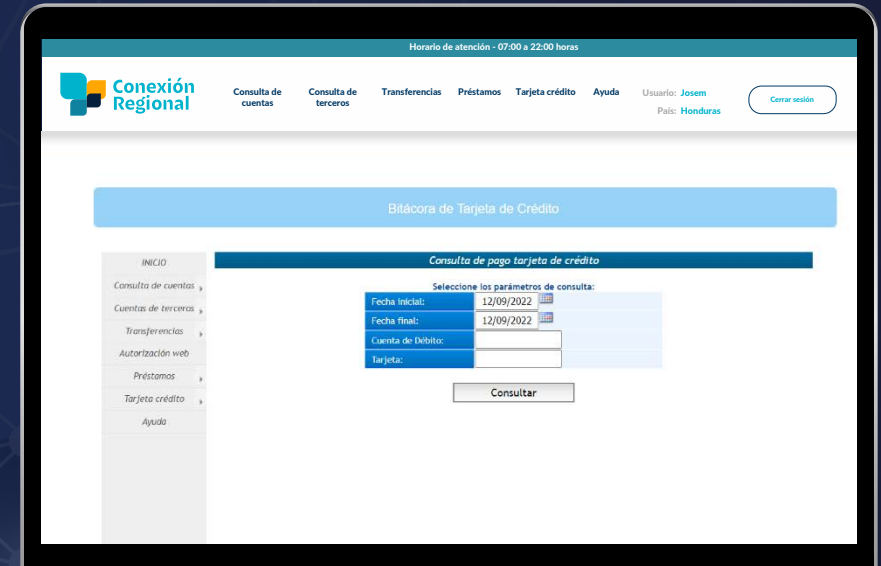 Horario de atención - 07:00 a 22:00 horas
Conexión
Regional
Consulta de
cuentas
Consulta de
terceros
Transferencias
Préstamos
Tarjeta crédito
Ayuda
Usuario: Josem
País: Honduras
Cerrar sesión
Bitácora de Tarjeta de Crédito
INICIO
Consulta de cuentas
Cuentas de terceros
Transferencias
Autorización web
Préstamos
Tarjeta crédito
Ayuda
Consulta de pago tarjeta de crédito
Seleccione los parámetros de consulta:
Fecha inicial: 12/09/2022
Fecha final: 12/09/2022
Cuenta de Débito:
Tarjeta:
Consultar